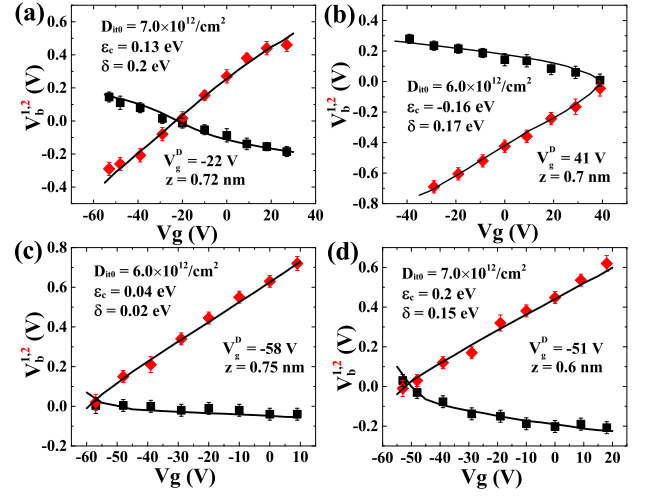 (a)
D_it0 = 7.0×10^12/cm^2
ε_c = 0.13 eV
δ = 0.2 eV
V_g^D = -22 V
z = 0.72 nm
0.6
0.4
0.2
0.0
-0.2
-0.4
-0.6
-60 -40 -20 0 20 40
Vg (V)
V_b^1,2 (V)
(b)
D_it0 = 6.0×10^12/cm^2
ε_c = -0.16 eV
δ = 0.17 eV
V_g^D = 41 V
z = 0.7 nm
0.4
0.2
0.0
-0.2
-0.4
-0.6
-0.8
-40 -20 0 20 40
Vg (V)
(c)
D_it0 = 6.0×10^12/cm^2
ε_c = 0.04 eV
δ = 0.02 eV
V_g^D = -58 V
z = 0.75 nm
0.8
0.6
0.4
0.2
0.0
-0.2
-60 -50 -40 -30 -20 -10 0 10
Vg (V)
V_b^1,2 (V)
(d)
D_it0 = 7.0×10^12/cm^2
ε_c = 0.2 eV
δ = 0.15 eV
V_g^D = -51 V
z = 0.6 nm
0.6
0.4
0.2
0.0
-0.2
-0.4
-60 -50 -40 -30 -20 -10 0 10 20
Vg (V)
V_b^1,2 (V)